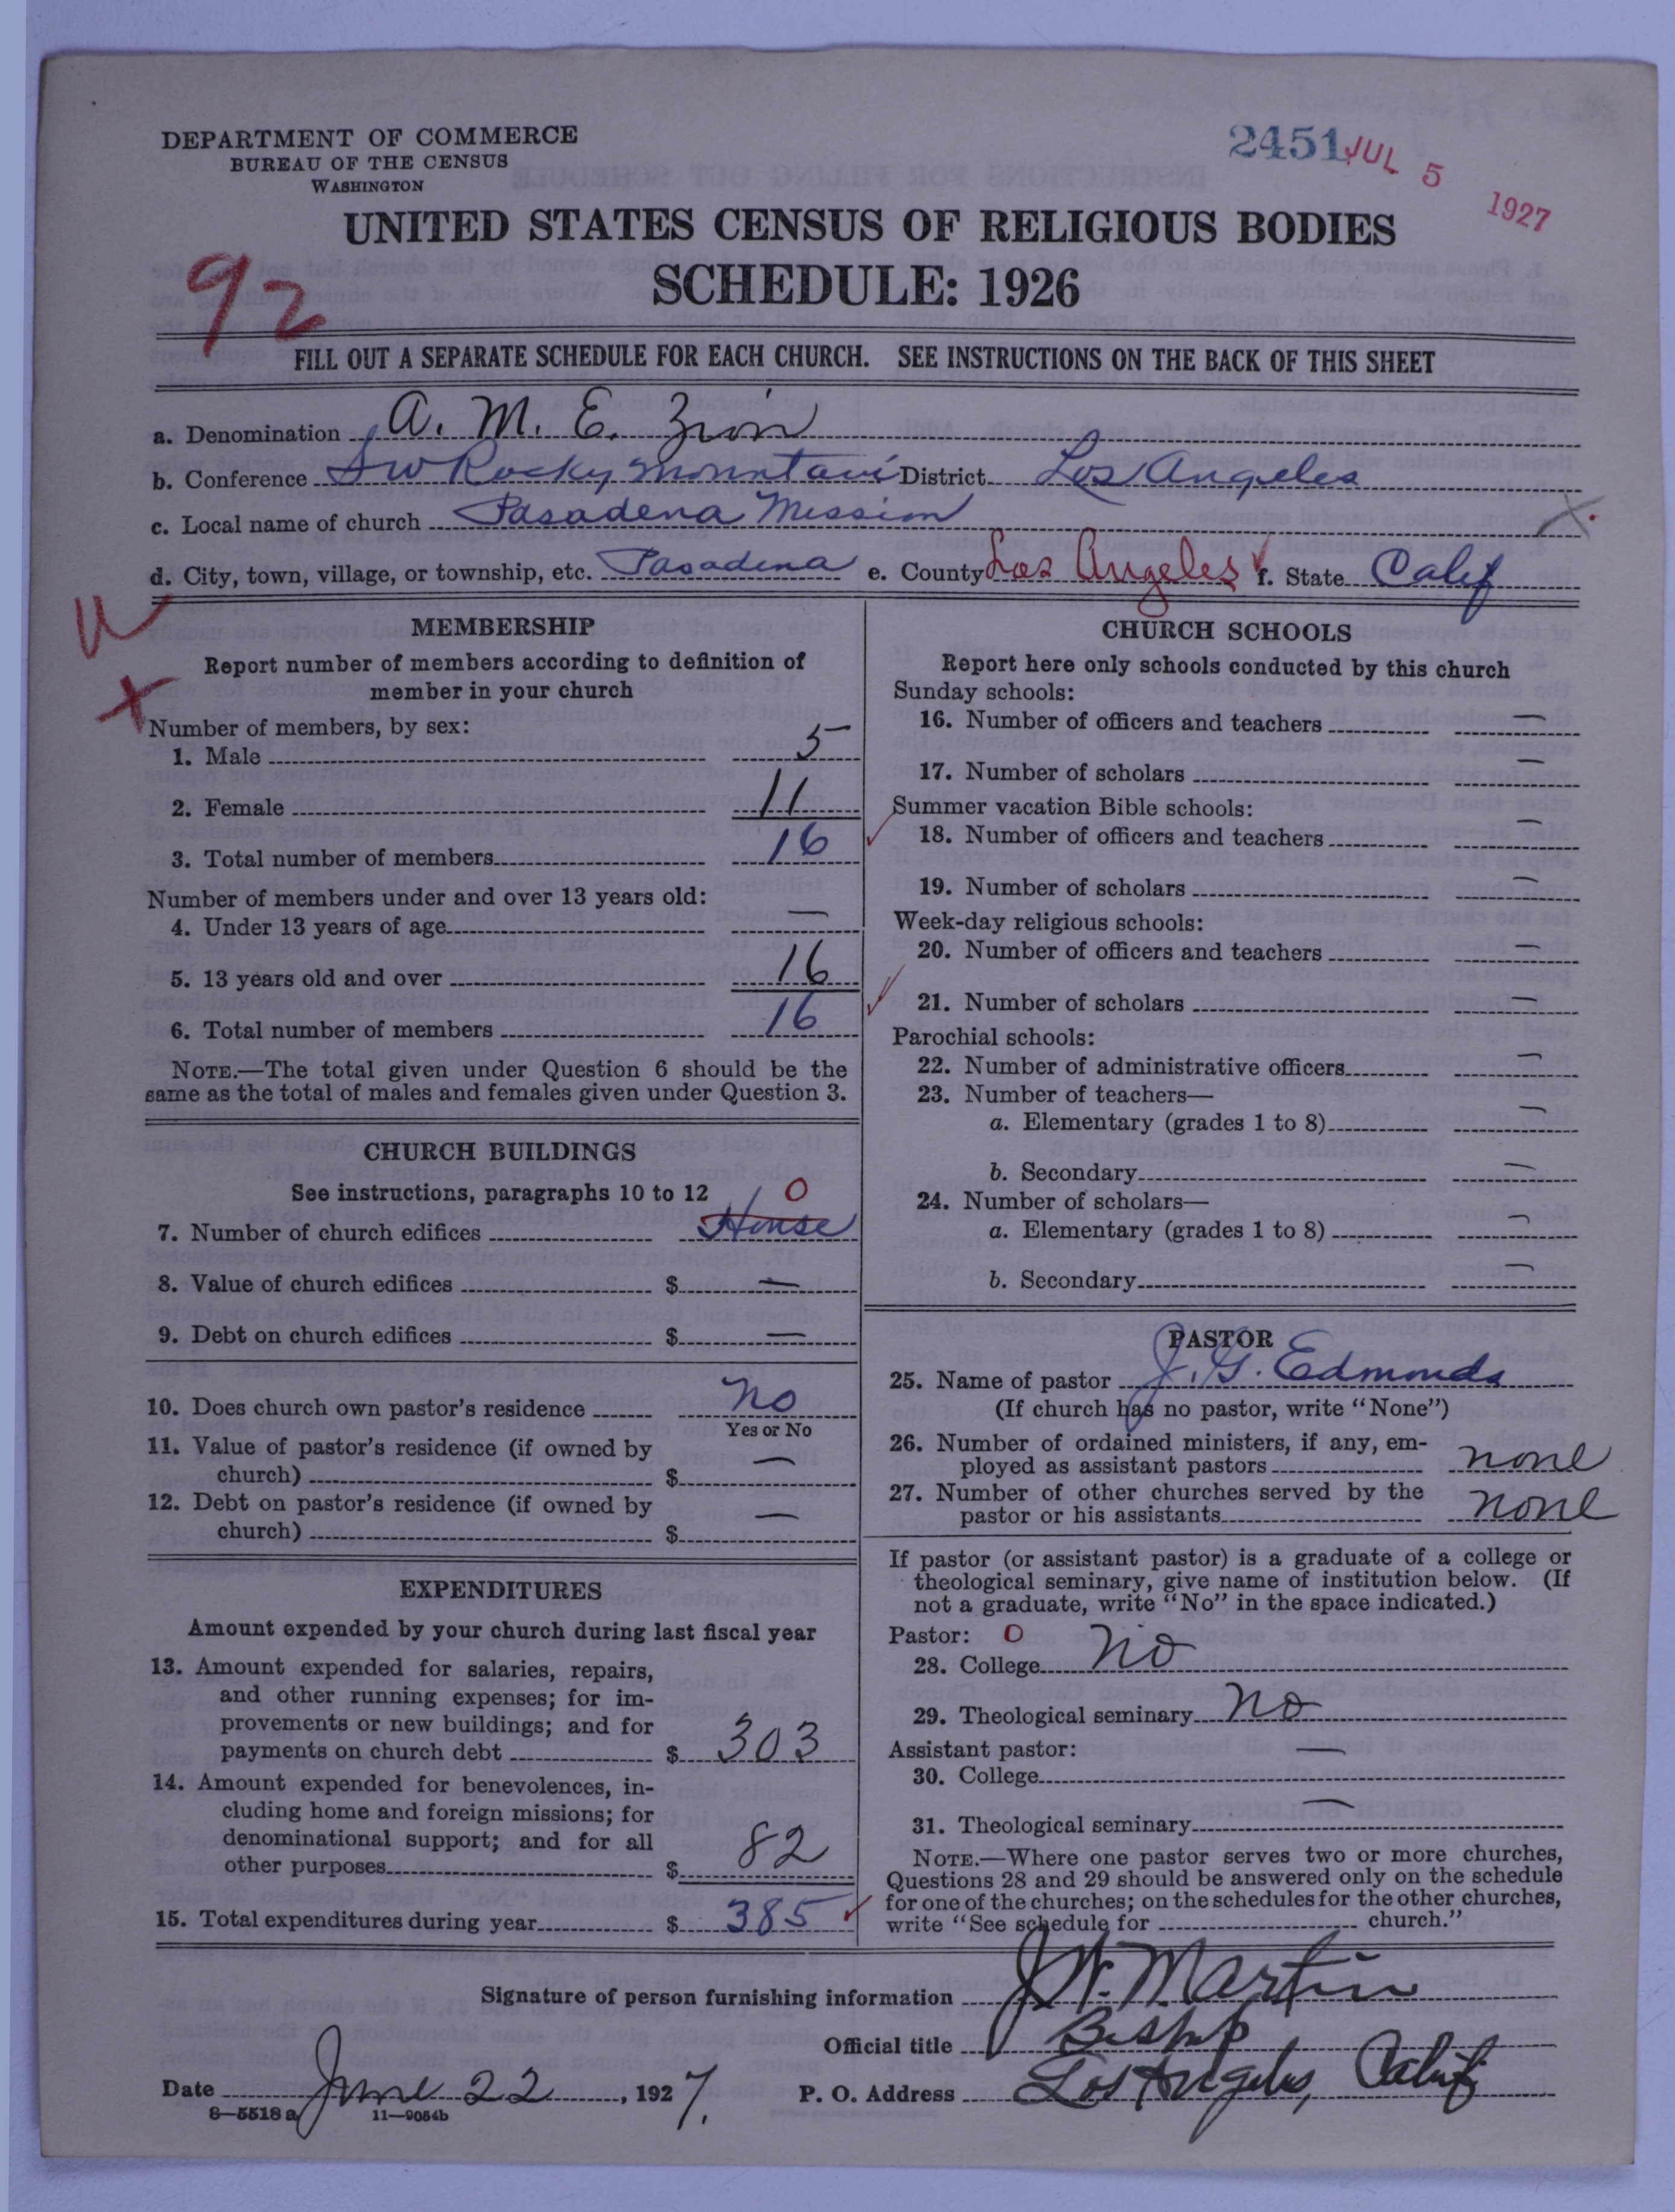 DEPARTMENT OF COMMERCE
BUREAU OF THE CENSUS
WASHINGTON
2451 JUL 5 1927
UNITED STATES CENSUS OF RELIGIOUS BODIES
SCHEDULE: 1926
92
FILL OUT A SEPARATE SCHEDULE FOR EACH CHURCH. SEE INSTRUCTIONS ON THE BACK OF THIS SHEET
a. Denomination A. M. E. Zion
b. Conference SW Rocky Mountain District Los Angeles
c. Local name of church Pasadena Mission
d. City, town, village, or township, etc. Pasadena e. County Los Angeles f. State Calif
MEMBERSHIP
Report number of members according to definition of
member in your church
Number of members, by sex:
1. Male 5
2. Female 11
3. Total number of members 16
Number of members under and over 13 years old:
4. Under 13 years of age —
5. 13 years old and over 16
6. Total number of members 16
NOTE.—The total given under Question 6 should be the
same as the total of males and females given under Question 3.
CHURCH BUILDINGS
See instructions, paragraphs 10 to 12 0
7. Number of church edifices House
8. Value of church edifices $ —
9. Debt on church edifices $ —
10. Does church own pastor's residence No
Yes or No
11. Value of pastor's residence (if owned by
church) $ —
12. Debt on pastor's residence (if owned by
church) $ —
EXPENDITURES
Amount expended by your church during last fiscal year
13. Amount expended for salaries, repairs,
and other running expenses; for im-
provements or new buildings; and for
payments on church debt $ 303
14. Amount expended for benevolences, in-
cluding home and foreign missions; for
denominational support; and for all
other purposes $ 82
15. Total expenditures during year $ 385
CHURCH SCHOOLS
Report here only schools conducted by this church
Sunday schools:
16. Number of officers and teachers —
17. Number of scholars —
Summer vacation Bible schools:
18. Number of officers and teachers —
19. Number of scholars —
Week-day religious schools:
20. Number of officers and teachers —
21. Number of scholars —
Parochial schools:
22. Number of administrative officers —
23. Number of teachers—
a. Elementary (grades 1 to 8) —
b. Secondary —
24. Number of scholars—
a. Elementary (grades 1 to 8) —
b. Secondary —
PASTOR
25. Name of pastor J. G. Edmonds
(If church has no pastor, write "None")
26. Number of ordained ministers, if any, em-
ployed as assistant pastors none
27. Number of other churches served by the
pastor or his assistants none
If pastor (or assistant pastor) is a graduate of a college or
theological seminary, give name of institution below. (If
not a graduate, write "No" in the space indicated.)
Pastor: 0
28. College No
29. Theological seminary No
Assistant pastor:
30. College —
31. Theological seminary —
NOTE.—Where one pastor serves two or more churches,
Questions 28 and 29 should be answered only on the schedule
for one of the churches; on the schedules for the other churches,
write "See schedule for church."
Signature of person furnishing information J. W. Martin
Official title Bishop
Date June 22, 1927. P. O. Address Los Angeles, Calif
8—5518 a 11—9054b